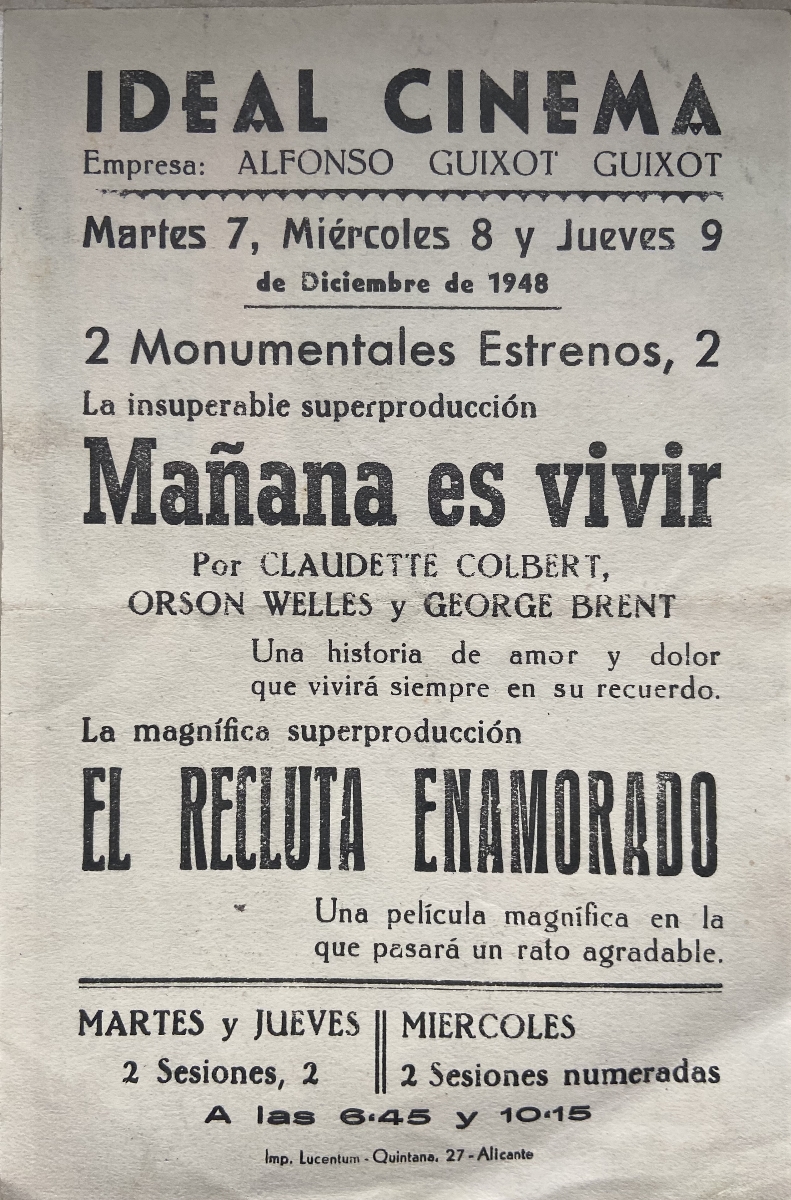 IDEAL CINEMA
Empresa: ALFONSO GUIXOT GUIXOT
Martes 7, Miércoles 8 y Jueves 9
de Diciembre de 1948
2 Monumentales Estrenos, 2
La insuperable superproducción
Mañana es vivir
Por CLAUDETTE COLBERT,
ORSON WELLES y GEORGE BRENT
Una historia de amor y dolor
que vivirá siempre en su recuerdo.
La magnífica superproducción
EL RECLUTA ENAMORADO
Una película magnífica en la
que pasará un rato agradable.
MARTES y JUEVES
2 Sesiones, 2
MIERCOLES
2 Sesiones numeradas
A las 6·45 y 10·15
Imp. Lucentum - Quintana, 27 - Alicante